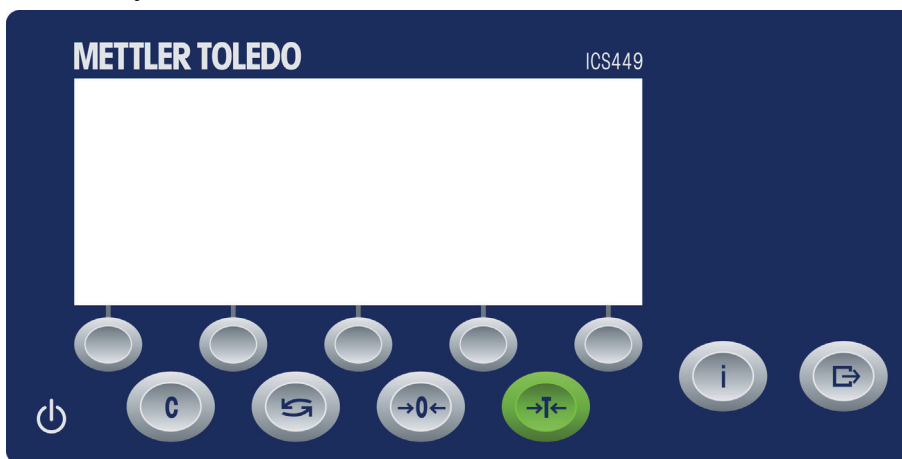 METTLER TOLEDO ICS449
i
C →0← →T←